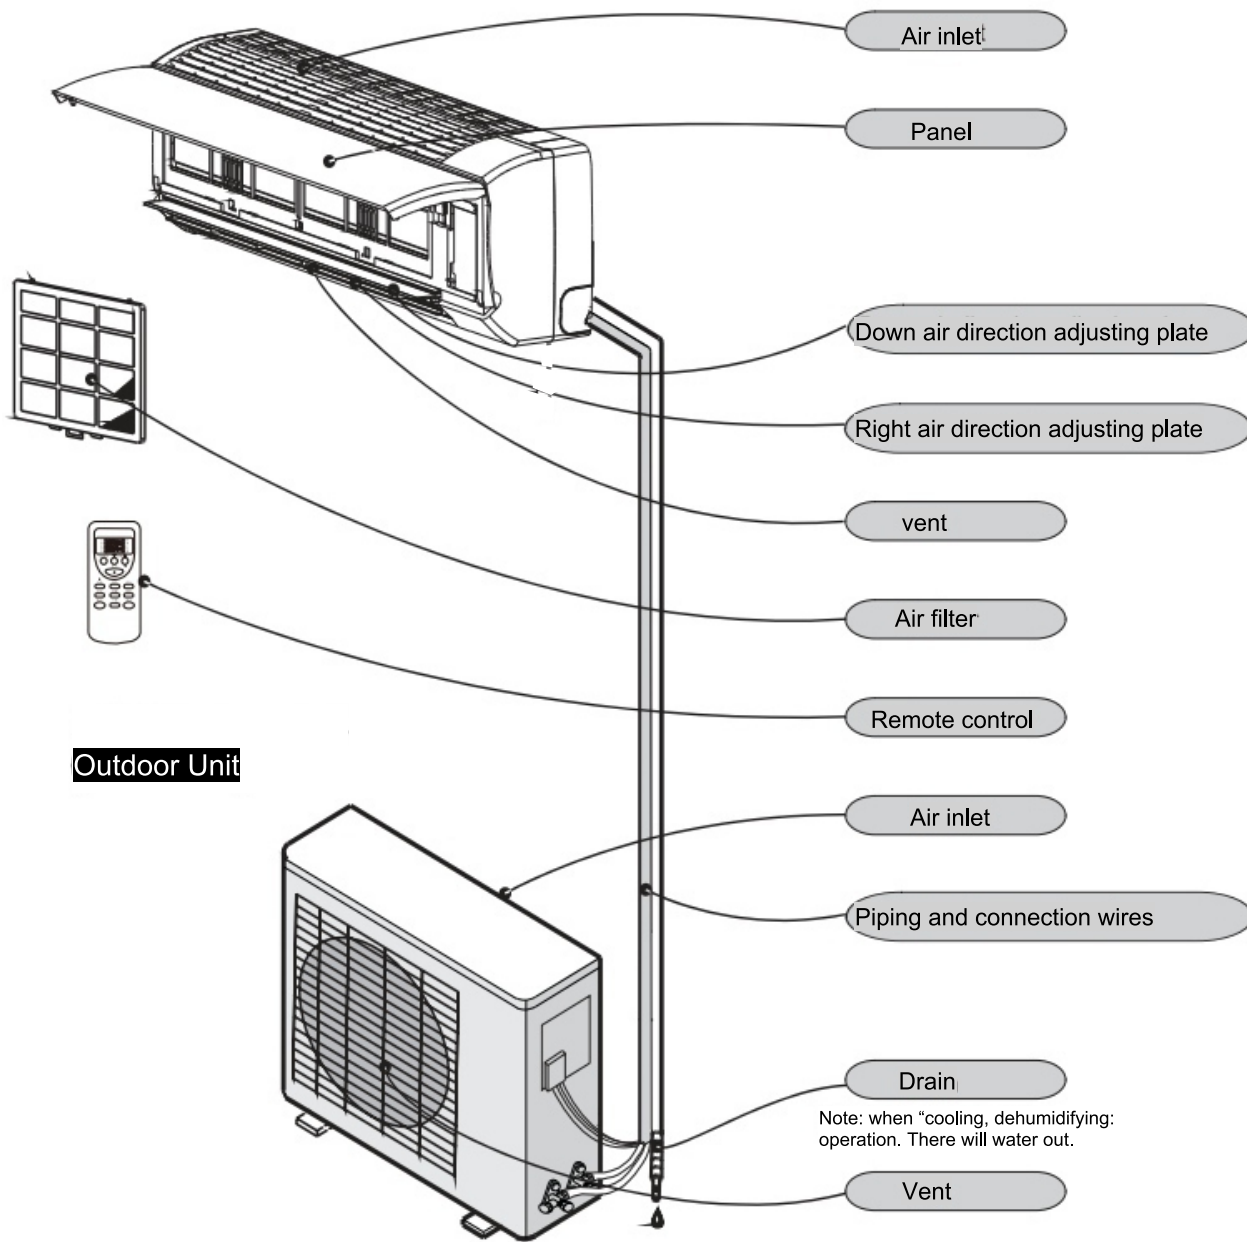 Air inlet
Panel
Down air direction adjusting plate
Right air direction adjusting plate
vent
Air filter
Remote control
Outdoor Unit
Air inlet
Piping and connection wires
Drain
Note: when “cooling, dehumidifying:
operation. There will water out.
Vent